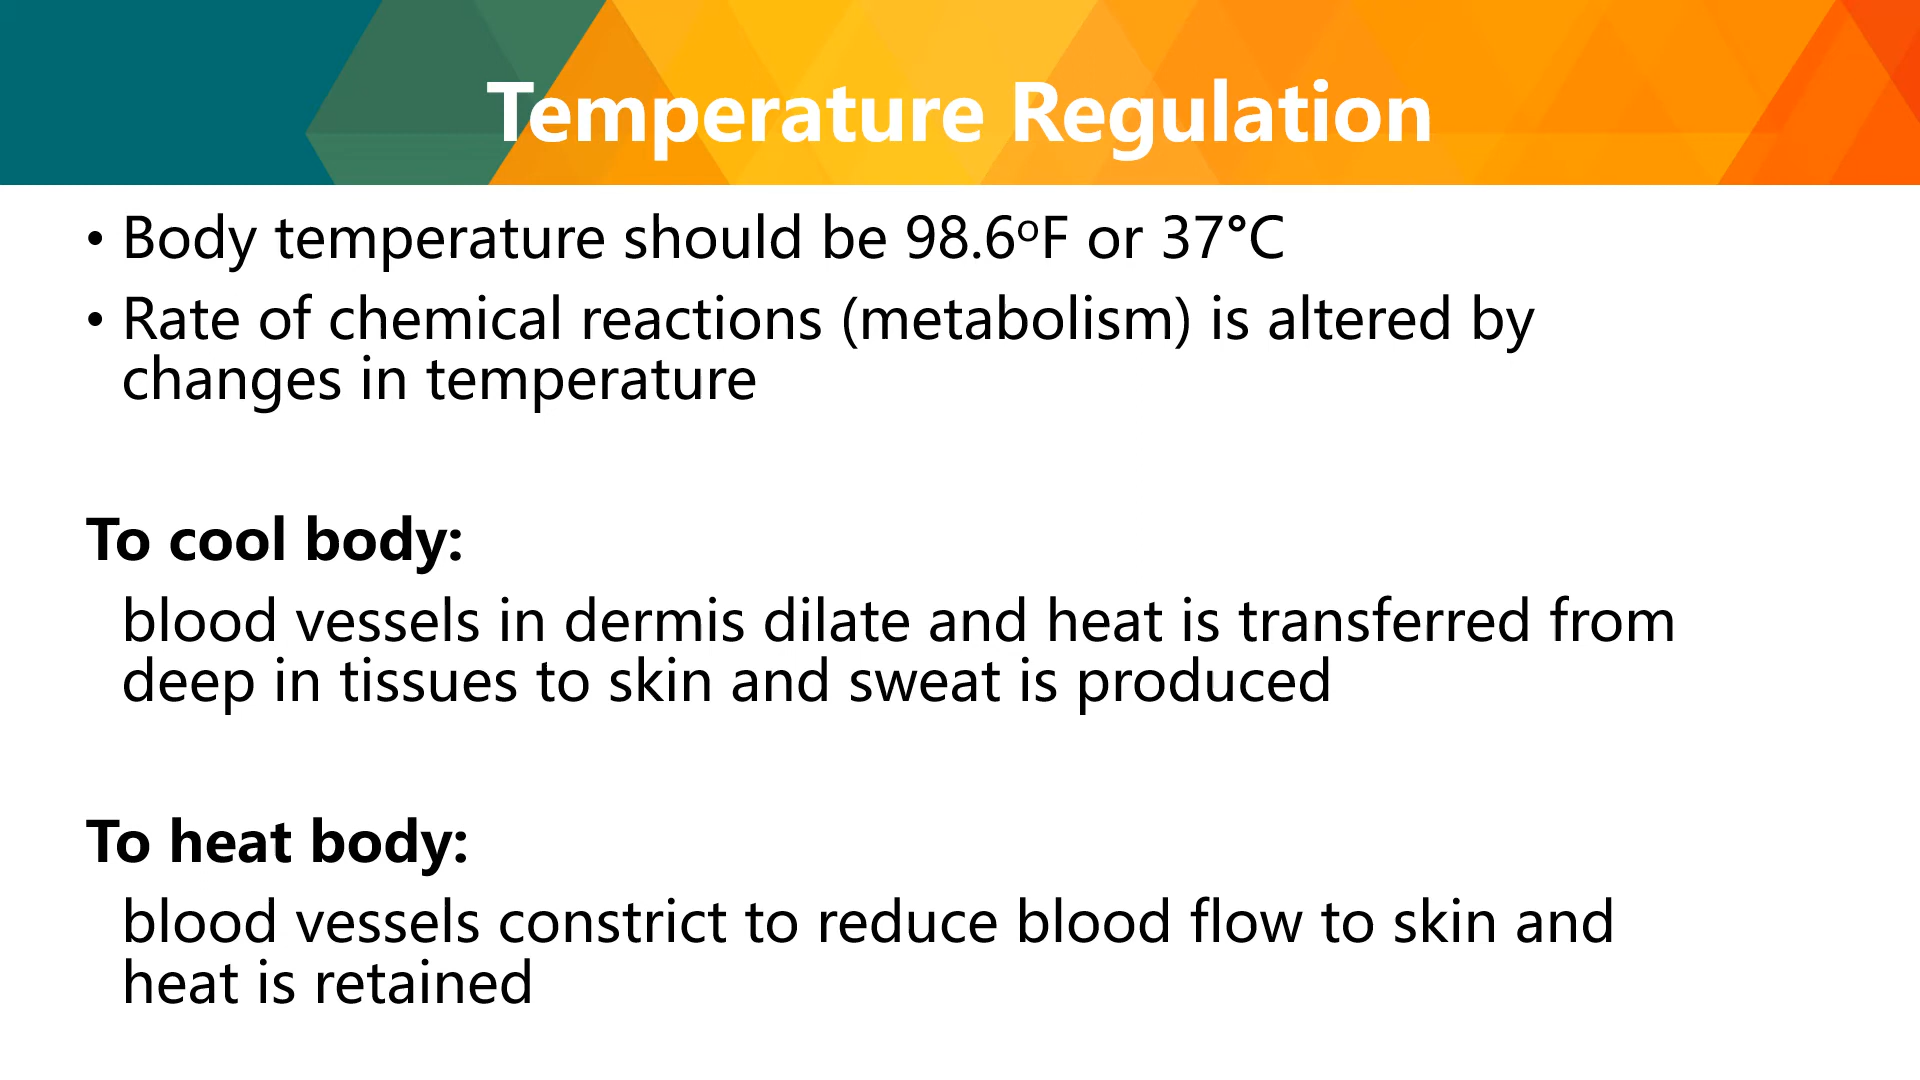 Temperature Regulation
• Body temperature should be 98.6ºF or 37°C
• Rate of chemical reactions (metabolism) is altered by
changes in temperature
To cool body:
blood vessels in dermis dilate and heat is transferred from
deep in tissues to skin and sweat is produced
To heat body:
blood vessels constrict to reduce blood flow to skin and
heat is retained